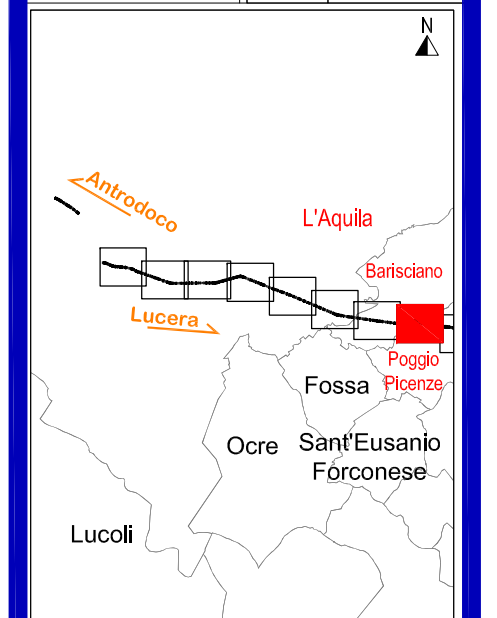 N
Antrodoco
L'Aquila
Barisciano
Lucera
Poggio
Picenze
Fossa
Ocre
Sant'Eusanio
Forconese
Lucoli